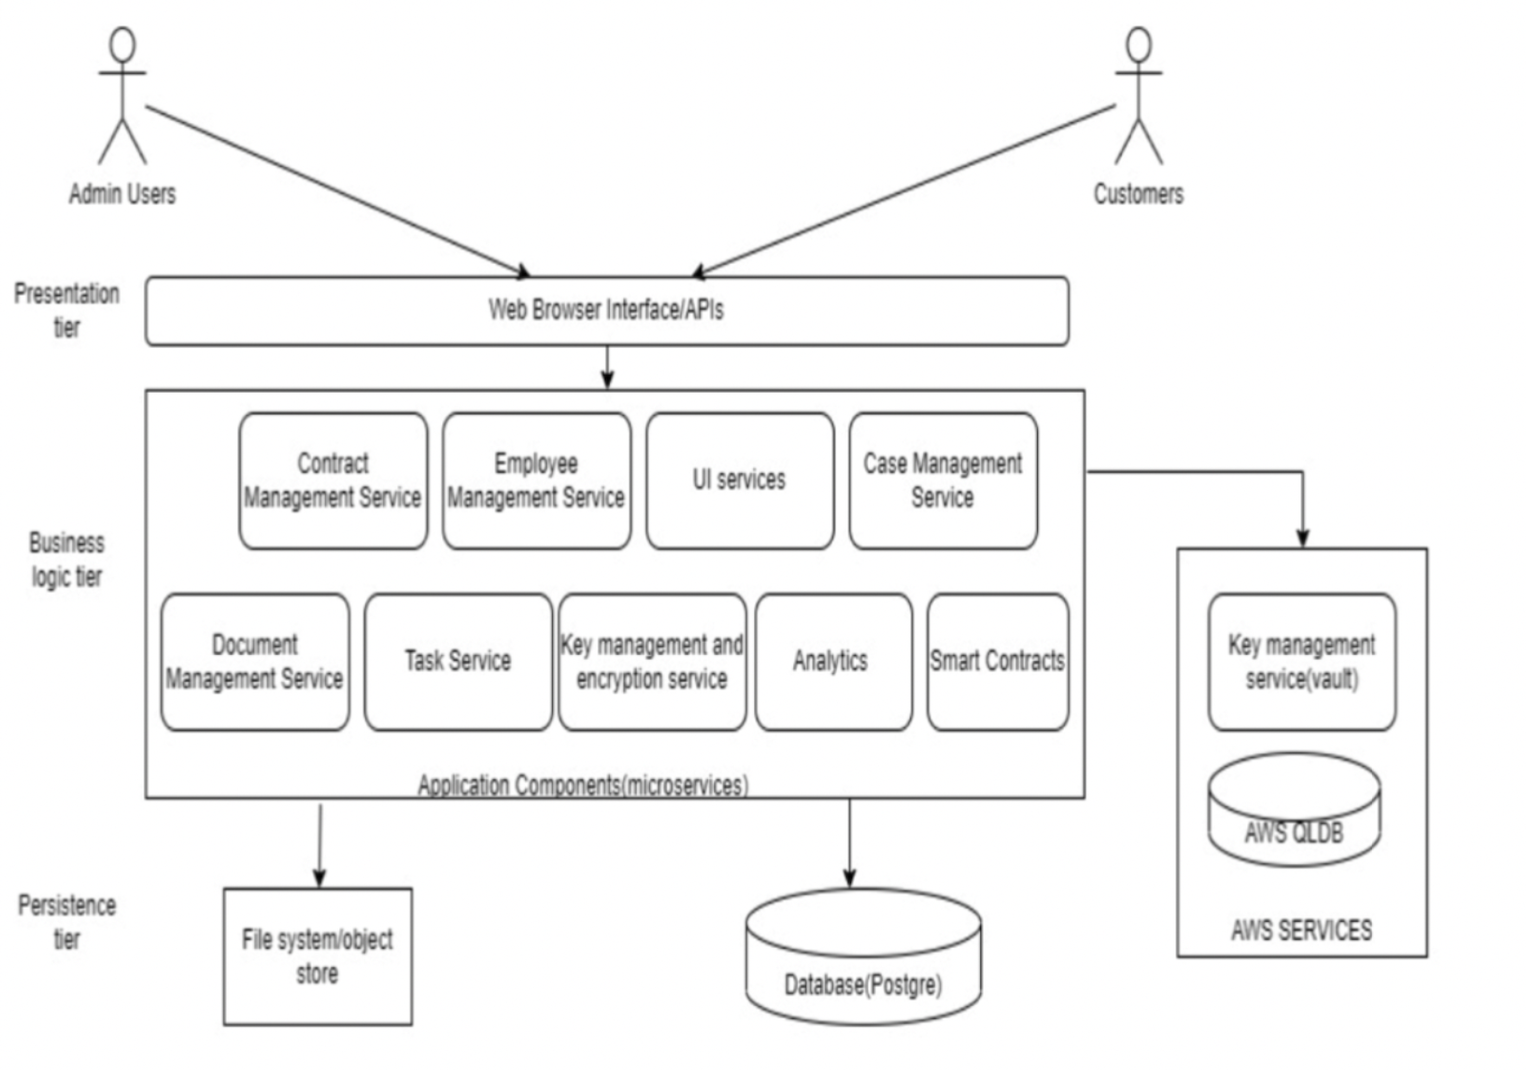 Admin Users
Customers
Presentation
tier
Web Browser Interface/APIs
Contract
Management Service
Employee
Management Service
UI services
Case Management
Service
Business
logic tier
Document
Management Service
Task Service
Key management and
encryption service
Analytics
Smart Contracts
Application Components(microservices)
Key management
service(vault)
AWS QLDB
AWS SERVICES
Persistence
tier
File system/object
store
Database(Postgre)